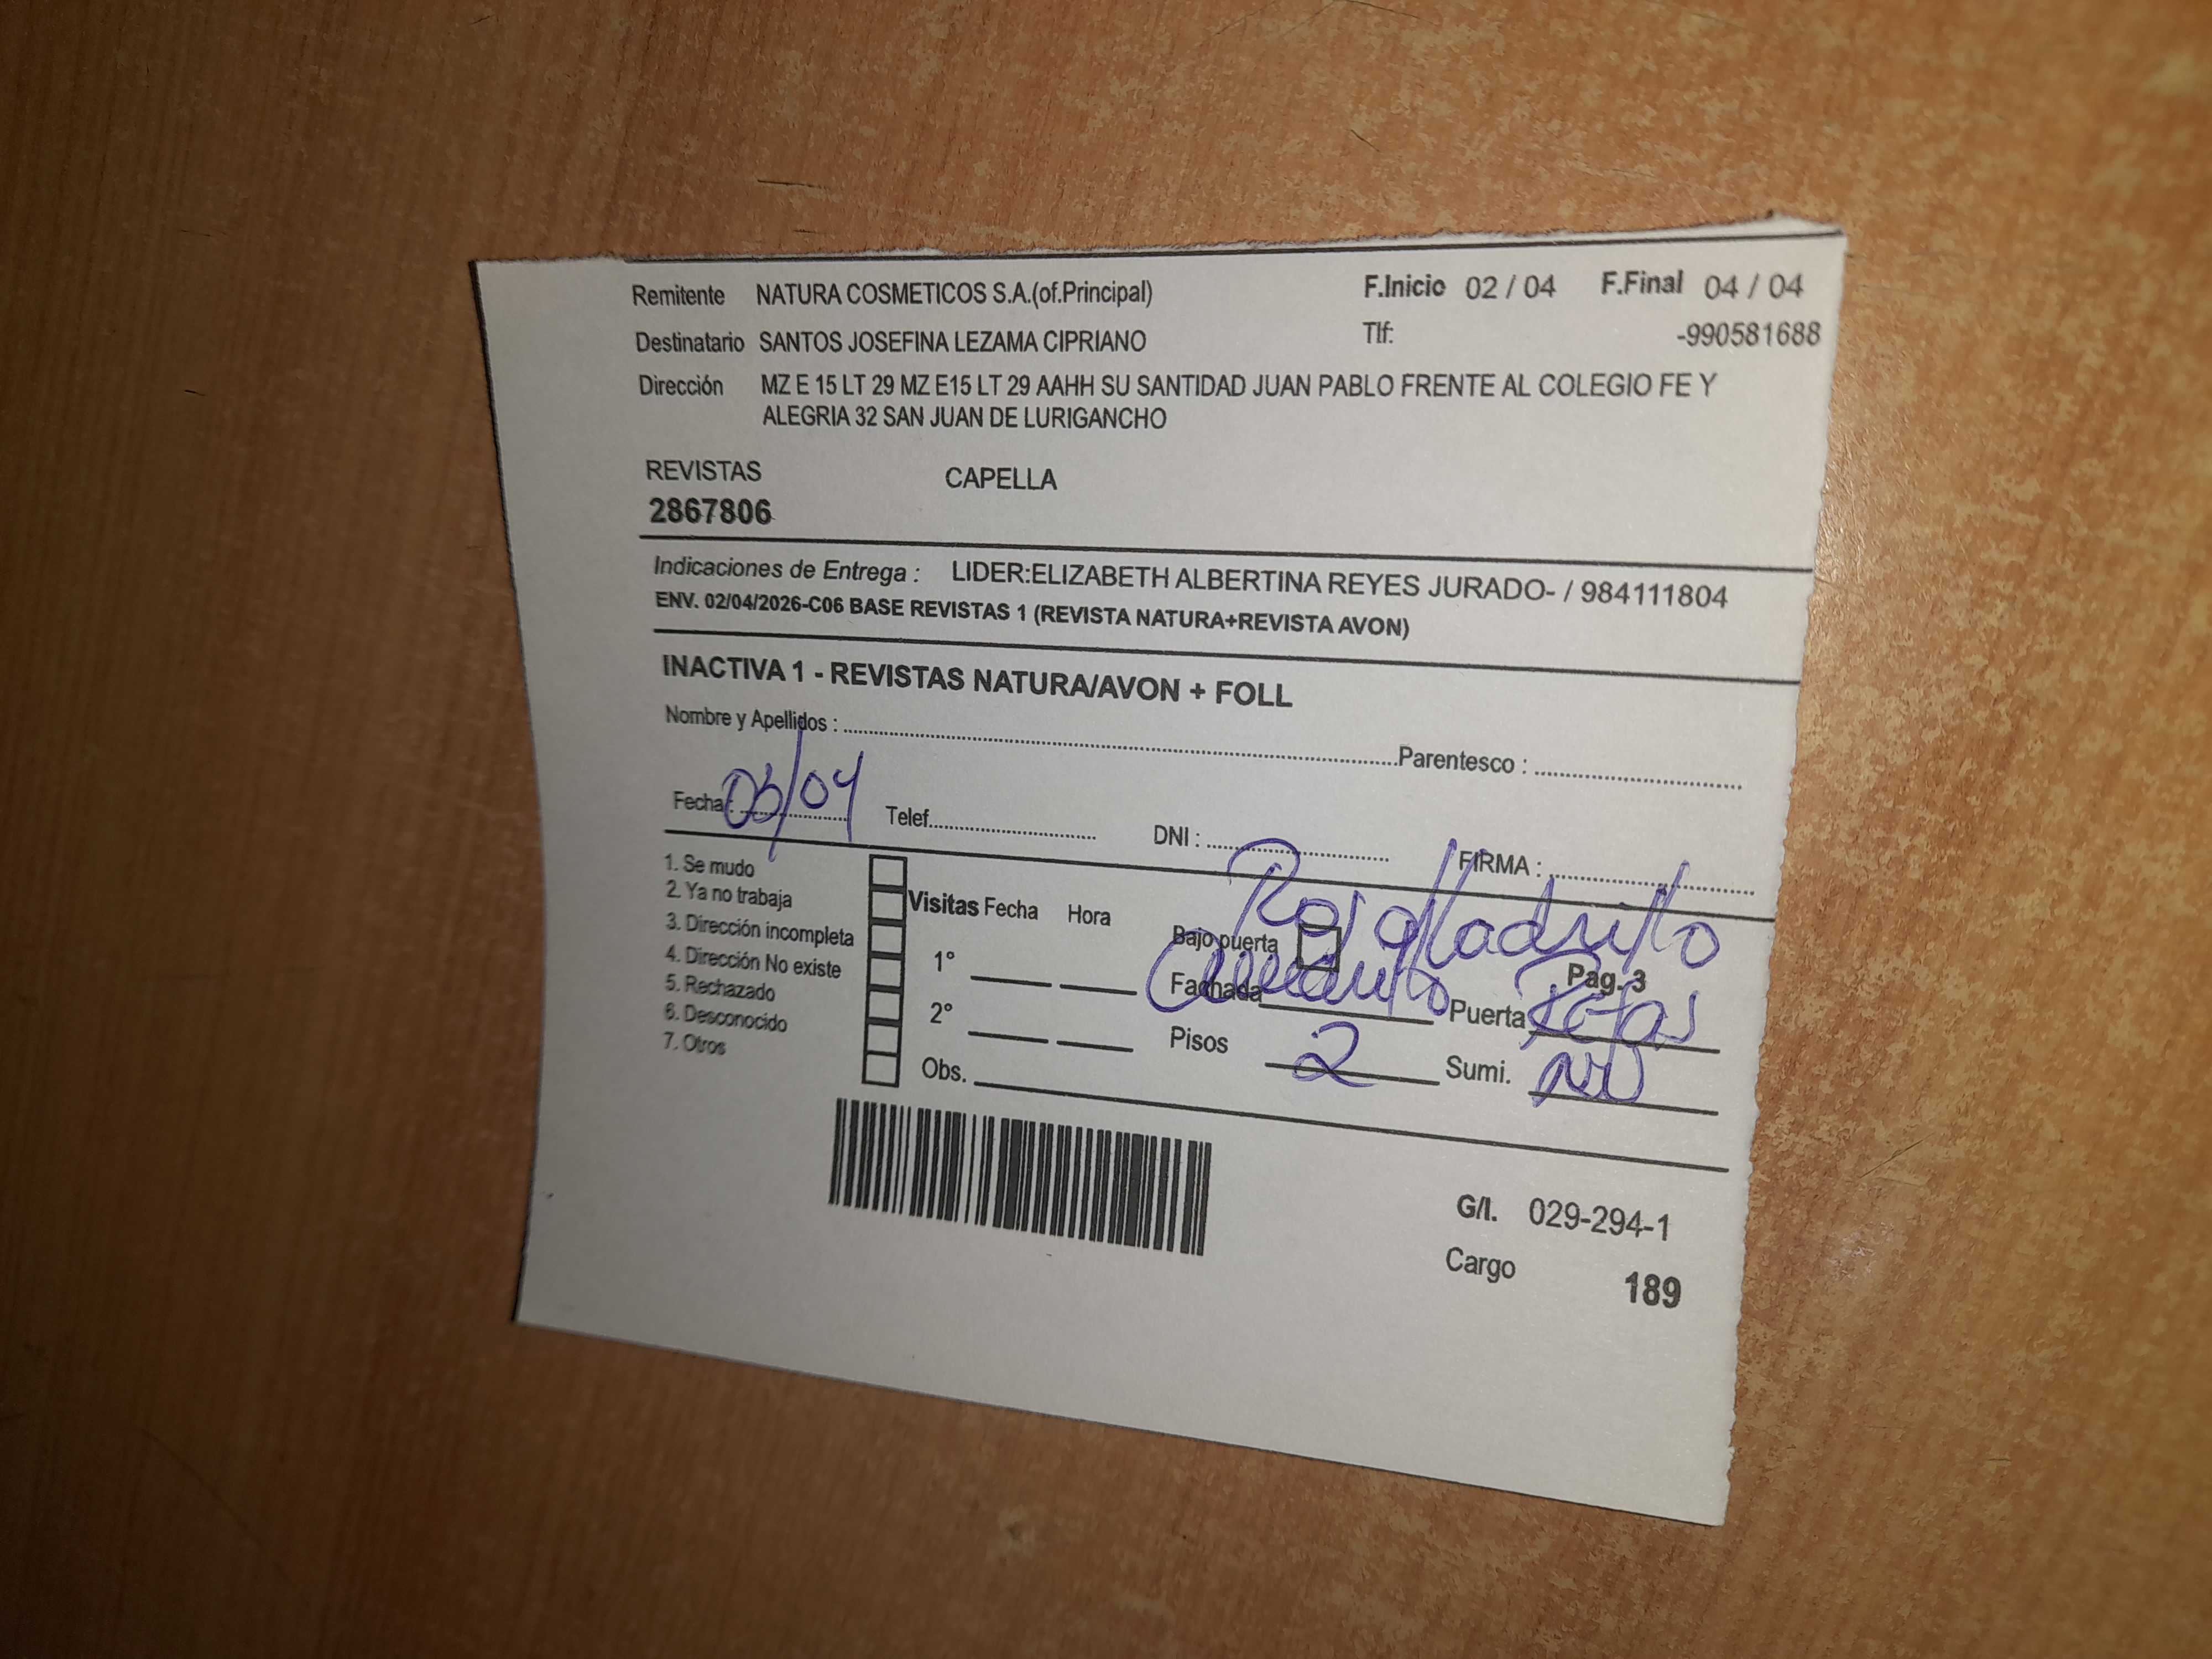 Remitente NATURA COSMETICOS S.A.(of.Principal) F.Inicio 02 / 04 F.Final 04 / 04
Destinatario SANTOS JOSEFINA LEZAMA CIPRIANO Tlf: -990581688
Dirección MZ E 15 LT 29 MZ E15 LT 29 AAHH SU SANTIDAD JUAN PABLO FRENTE AL COLEGIO FE Y
ALEGRIA 32 SAN JUAN DE LURIGANCHO
REVISTAS CAPELLA
2867806
Indicaciones de Entrega : LIDER:ELIZABETH ALBERTINA REYES JURADO- / 984111804
ENV. 02/04/2026-C06 BASE REVISTAS 1 (REVISTA NATURA+REVISTA AVON)
INACTIVA 1 - REVISTAS NATURA/AVON + FOLL
Nombre y Apellidos : Parentesco :
Fecha: /04 Telef. DNI : FIRMA :
1. Se mudo
2. Ya no trabaja
3. Dirección incompleta
4. Dirección No existe
5. Rechazado
6. Desconocido
7. Otros
Visitas Fecha Hora
1°
2°
Obs.
Bajo puerta ladrillo
Pag. 3
Fachada Puerta Rejas
Pisos 2 Sumi.
G/I. 029-294-1
Cargo 189